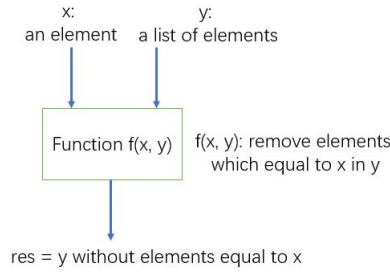 x:
an element
y:
a list of elements
Function f(x, y)
f(x, y): remove elements
which equal to x in y
res = y without elements equal to x